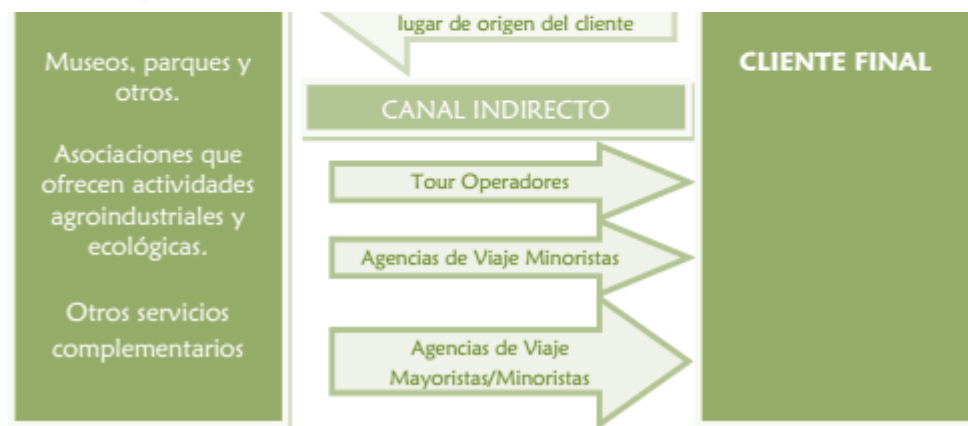 Museos, parques y
otros.
Asociaciones que
ofrecen actividades
agroindustriales y
ecológicas.
Otros servicios
complementarios
lugar de origen del cliente
CANAL INDIRECTO
Tour Operadores
Agencias de Viaje Minoristas
Agencias de Viaje
Mayoristas/Minoristas
CLIENTE FINAL